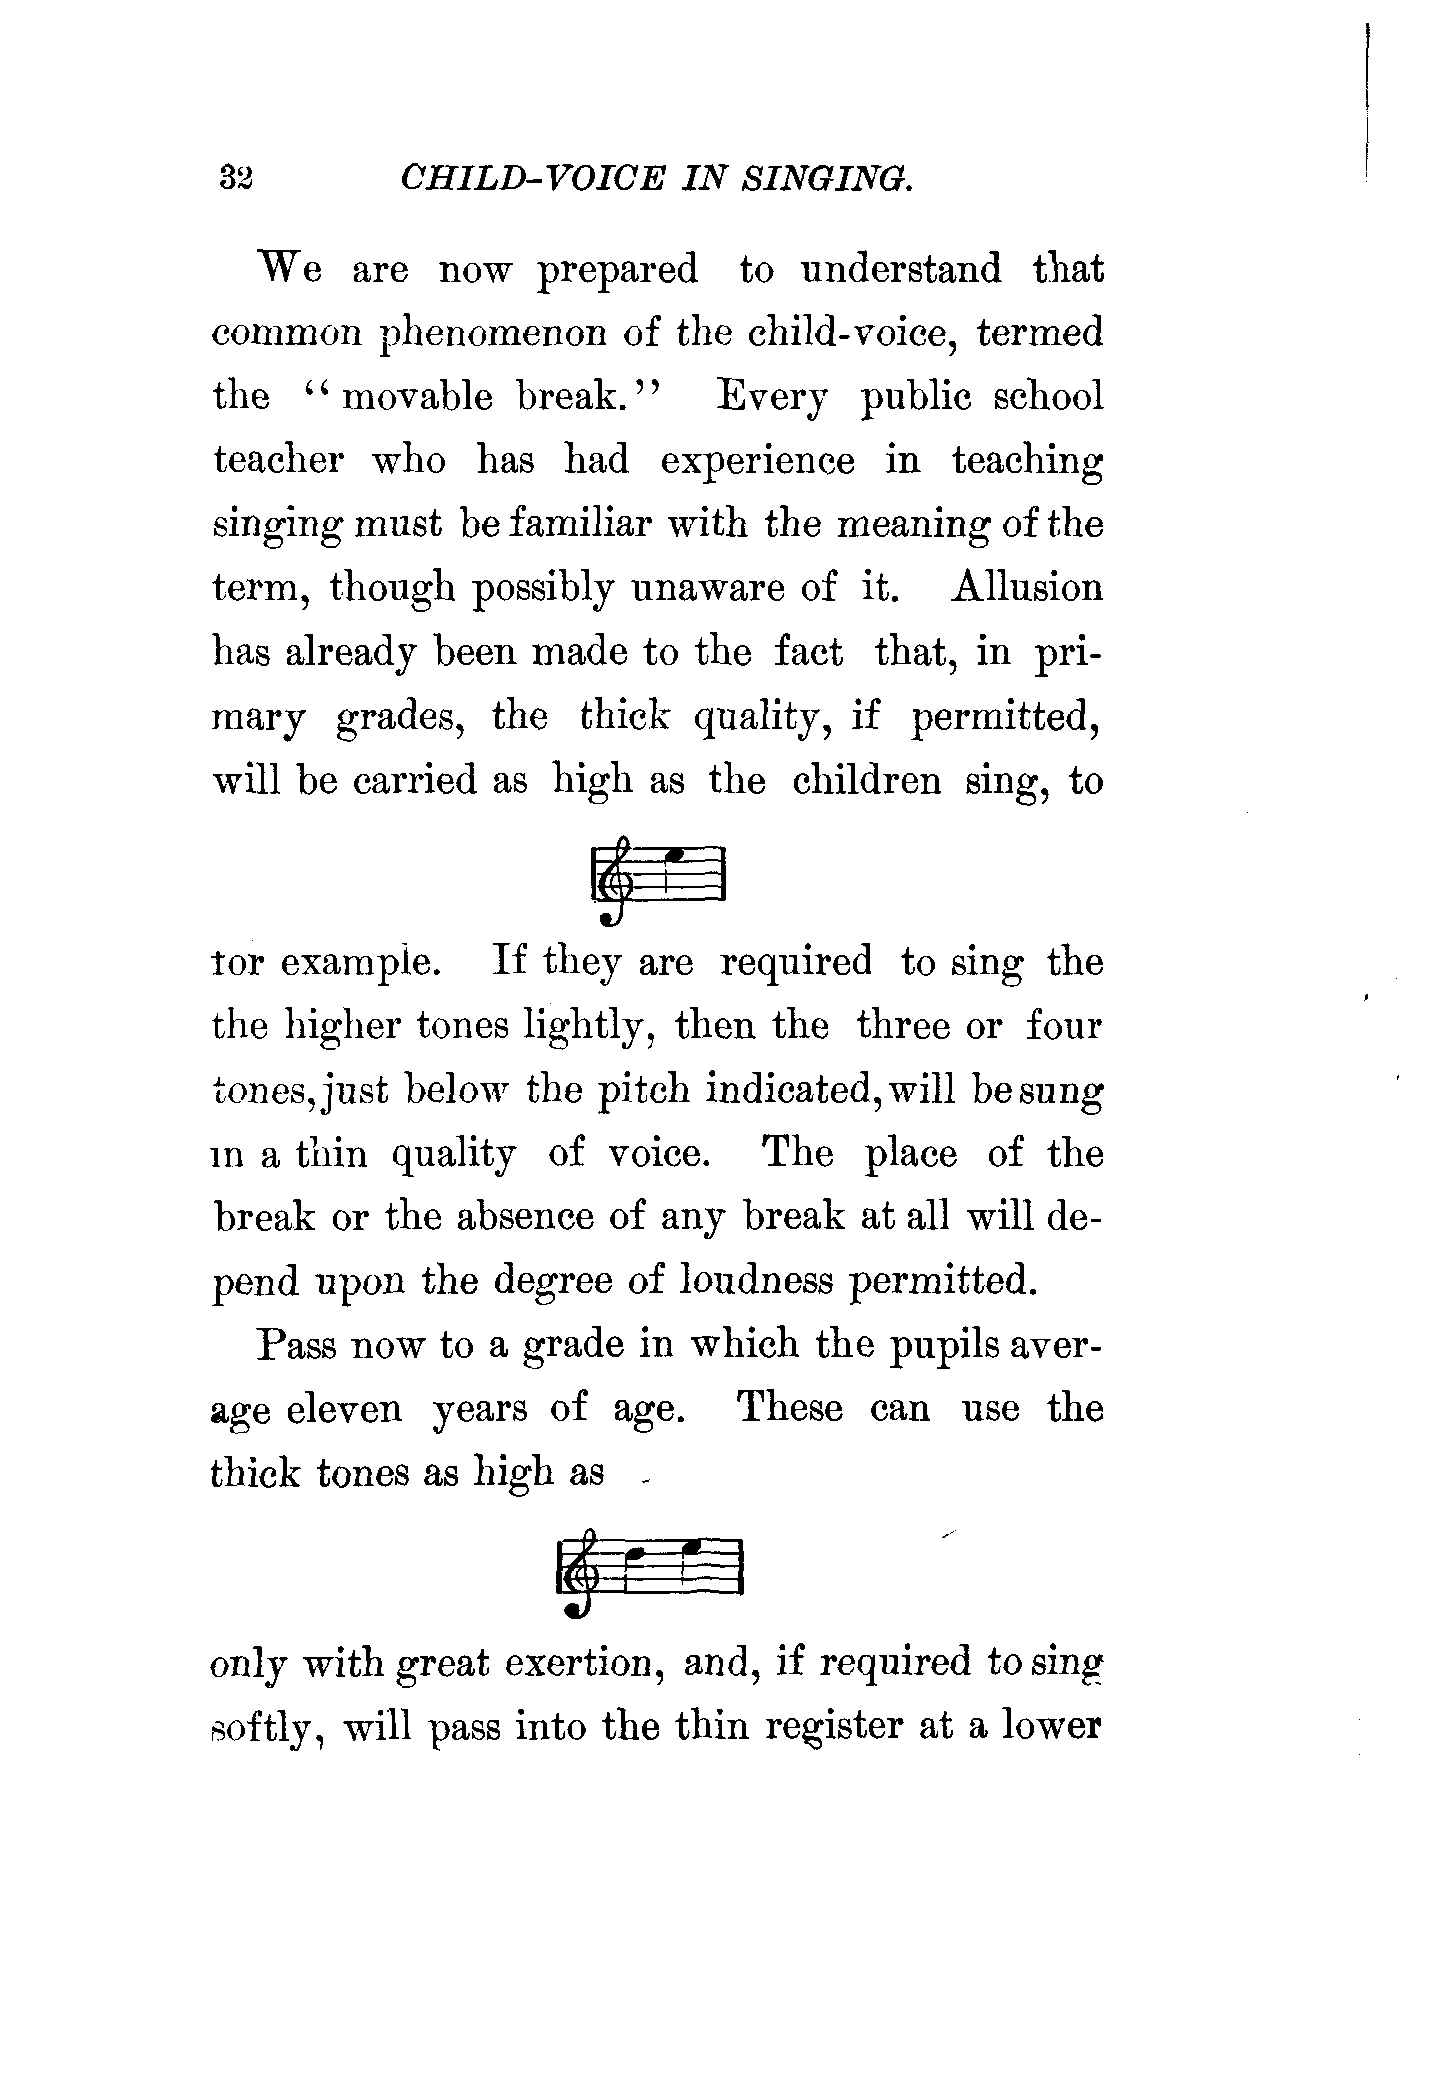 32 CHILD-VOICE IN SINGING.
We are now prepared to understand that
common phenomenon of the child-voice, termed
the “movable break.” Every public school
teacher who has had experience in teaching
singing must be familiar with the meaning of the
term, though possibly unaware of it. Allusion
has already been made to the fact that, in pri-
mary grades, the thick quality, if permitted,
will be carried as high as the children sing, to
for example. If they are required to sing the
the higher tones lightly, then the three or four
tones, just below the pitch indicated, will be sung
in a thin quality of voice. The place of the
break or the absence of any break at all will de-
pend upon the degree of loudness permitted.
Pass now to a grade in which the pupils aver-
age eleven years of age. These can use the
thick tones as high as
only with great exertion, and, if required to sing
softly, will pass into the thin register at a lower